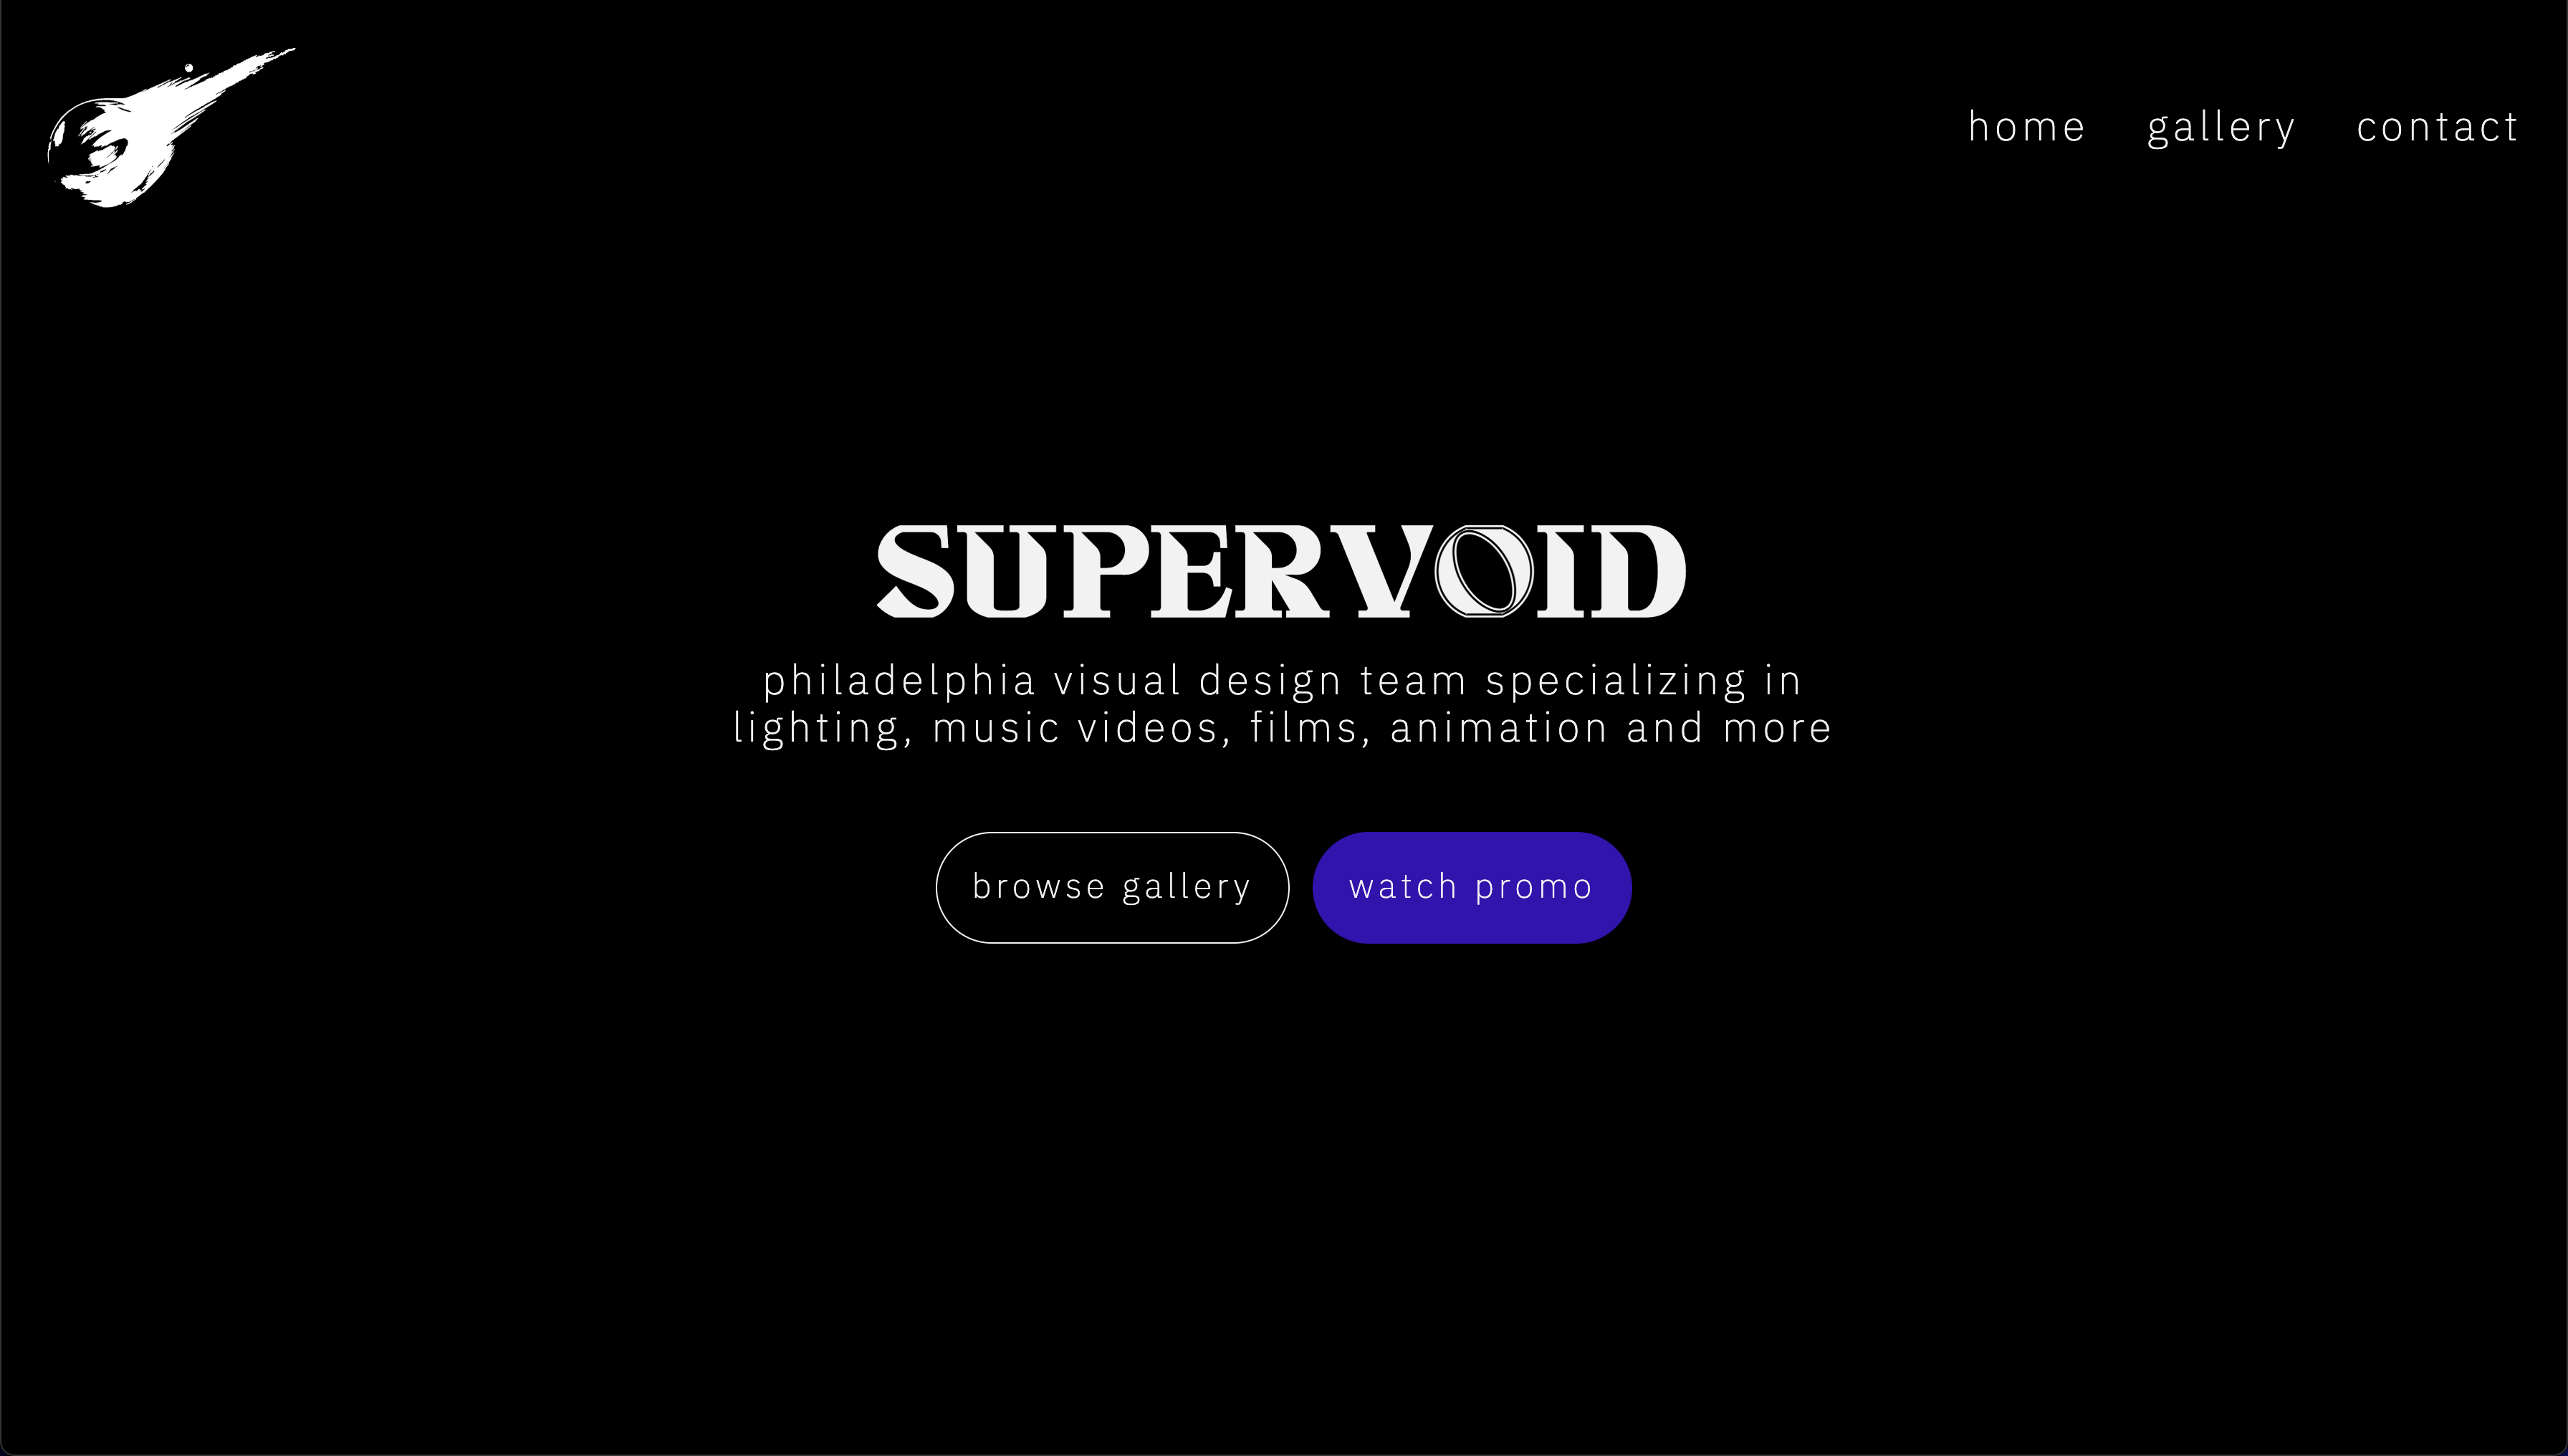 home gallery contact
SUPERVOID
philadelphia visual design team specializing in
lighting, music videos, films, animation and more
browse gallery watch promo